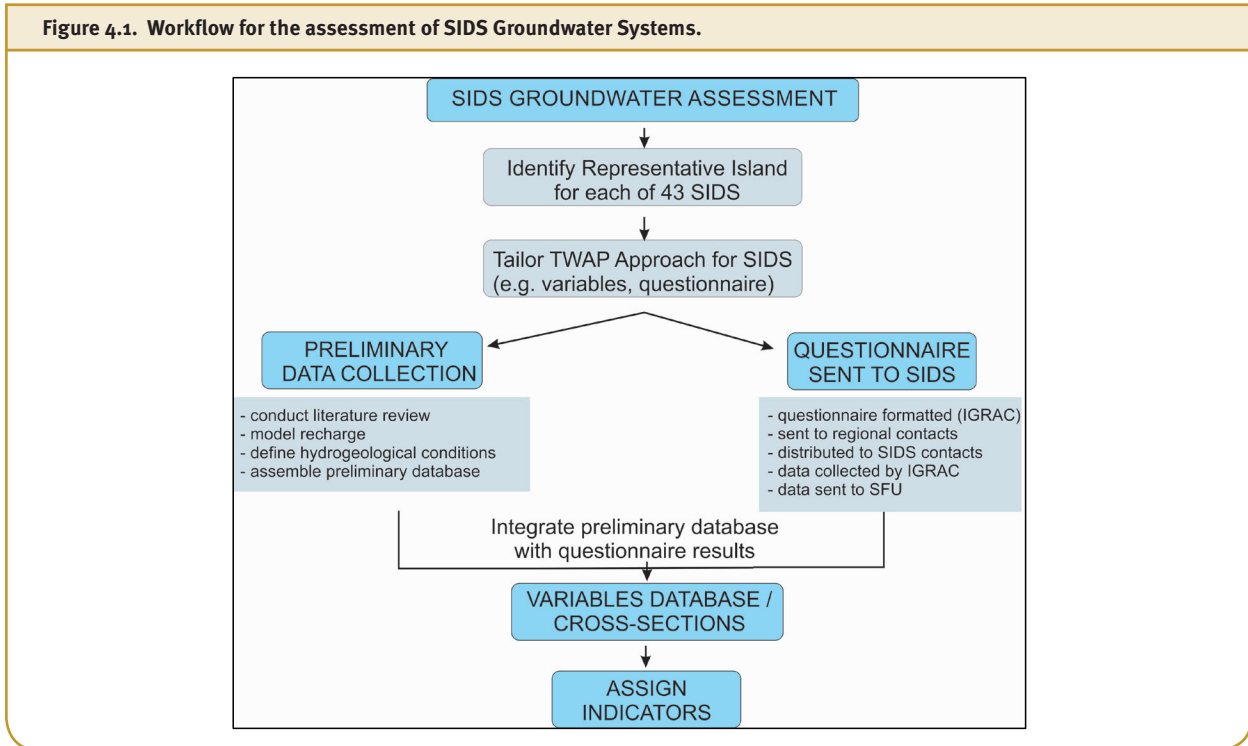 Figure 4.1. Workflow for the assessment of SIDS Groundwater Systems.
SIDS GROUNDWATER ASSESSMENT
Identify Representative Island
for each of 43 SIDS
Tailor TWAP Approach for SIDS
(e.g. variables, questionnaire)
PRELIMINARY
DATA COLLECTION
- conduct literature review
- model recharge
- define hydrogeological conditions
- assemble preliminary database
QUESTIONNAIRE
SENT TO SIDS
- questionnaire formatted (IGRAC)
- sent to regional contacts
- distributed to SIDS contacts
- data collected by IGRAC
- data sent to SFU
Integrate preliminary database
with questionnaire results
VARIABLES DATABASE /
CROSS-SECTIONS
ASSIGN
INDICATORS